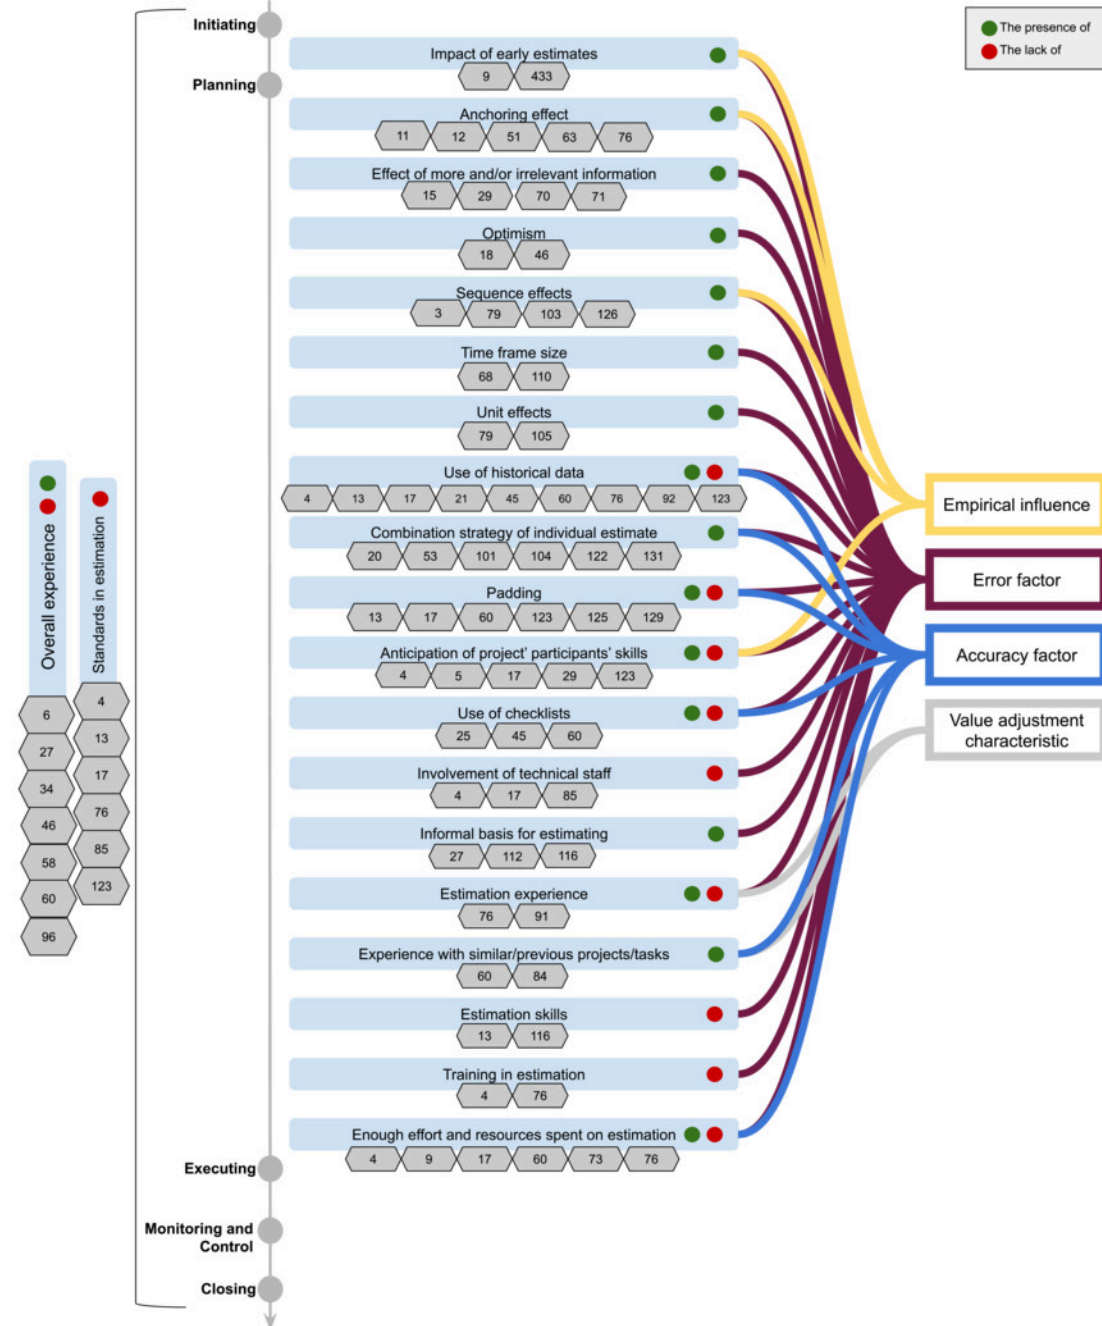 The presence of
The lack of
Initiating
Planning
Executing
Monitoring and
Control
Closing
Overall experience
6
27
34
46
58
60
96
Standards in estimation
4
13
17
76
85
123
Impact of early estimates
9 433
Anchoring effect
11 12 51 63 76
Effect of more and/or irrelevant information
15 29 70 71
Optimism
18 46
Sequence effects
3 79 103 126
Time frame size
68 110
Unit effects
79 105
Use of historical data
4 13 17 21 45 60 76 92 123
Combination strategy of individual estimate
20 53 101 104 122 131
Padding
13 17 60 123 125 129
Anticipation of project' participants' skills
4 5 17 29 123
Use of checklists
25 45 60
Involvement of technical staff
4 17 85
Informal basis for estimating
27 112 116
Estimation experience
76 91
Experience with similar/previous projects/tasks
60 84
Estimation skills
13 116
Training in estimation
4 76
Enough effort and resources spent on estimation
4 9 17 60 73 76
Empirical influence
Error factor
Accuracy factor
Value adjustment
characteristic